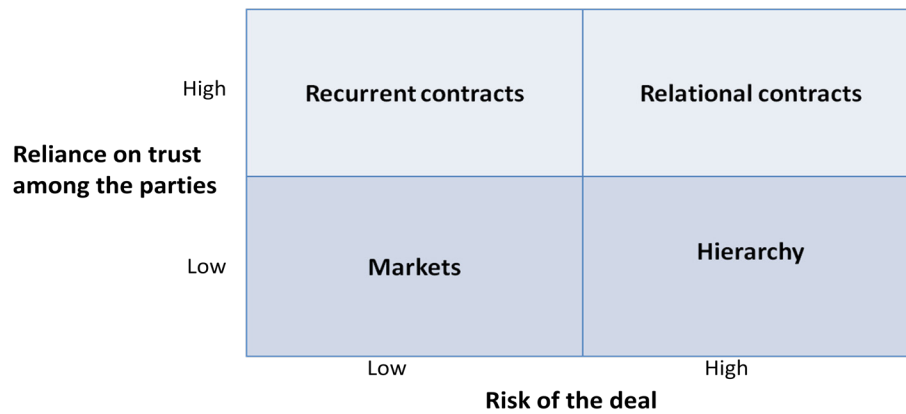 High
Recurrent contracts
Relational contracts
Reliance on trust
among the parties
Low
Markets
Hierarchy
Low
High
Risk of the deal